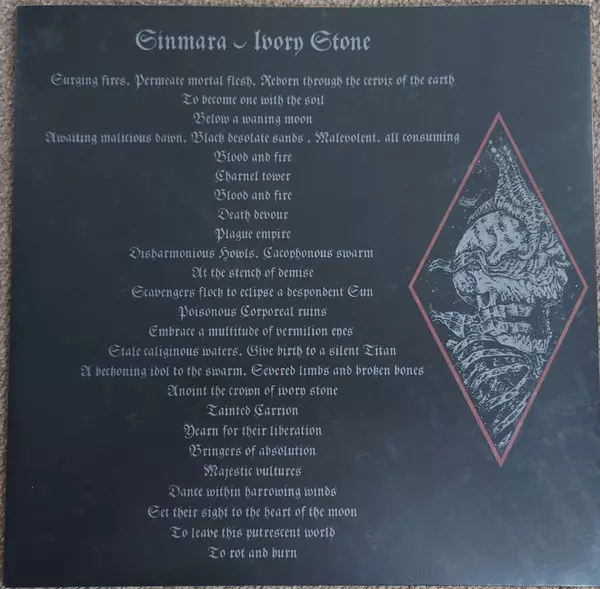 Sinmara ⌣ Ivory Stone
Surging fires. Permeate mortal flesh. Reborn through the cervix of the earth
To become one with the soil
Below a waning moon
Awaiting malicious dawn. Black desolate sands . Malevolent. all consuming
Blood and fire
Charnel tower
Blood and fire
Death devour
Plague empire
Disharmonious Howls. Cacophonous swarm
At the stench of demise
Scavengers flock to eclipse a despondent Sun
Poisonous Corporeal ruins
Embrace a multitude of vermilion eyes
Stale caliginous waters. Give birth to a silent Titan
A beckoning idol to the swarm. Severed limbs and broken bones
Anoint the crown of ivory stone
Tainted Carrion
Yearn for their liberation
Bringers of absolution
Majestic vultures
Dance within harrowing winds
Set their sight to the heart of the moon
To leave this putrescent world
To rot and burn